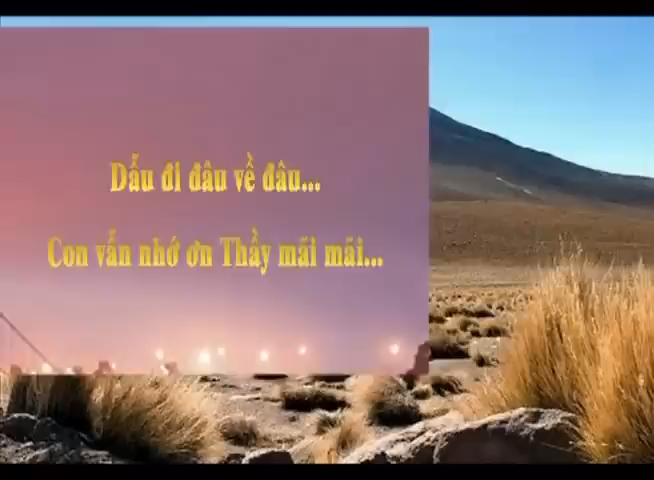 Dẫu đi đâu về đâu...
Con vẫn nhớ ơn Thầy mãi mãi...